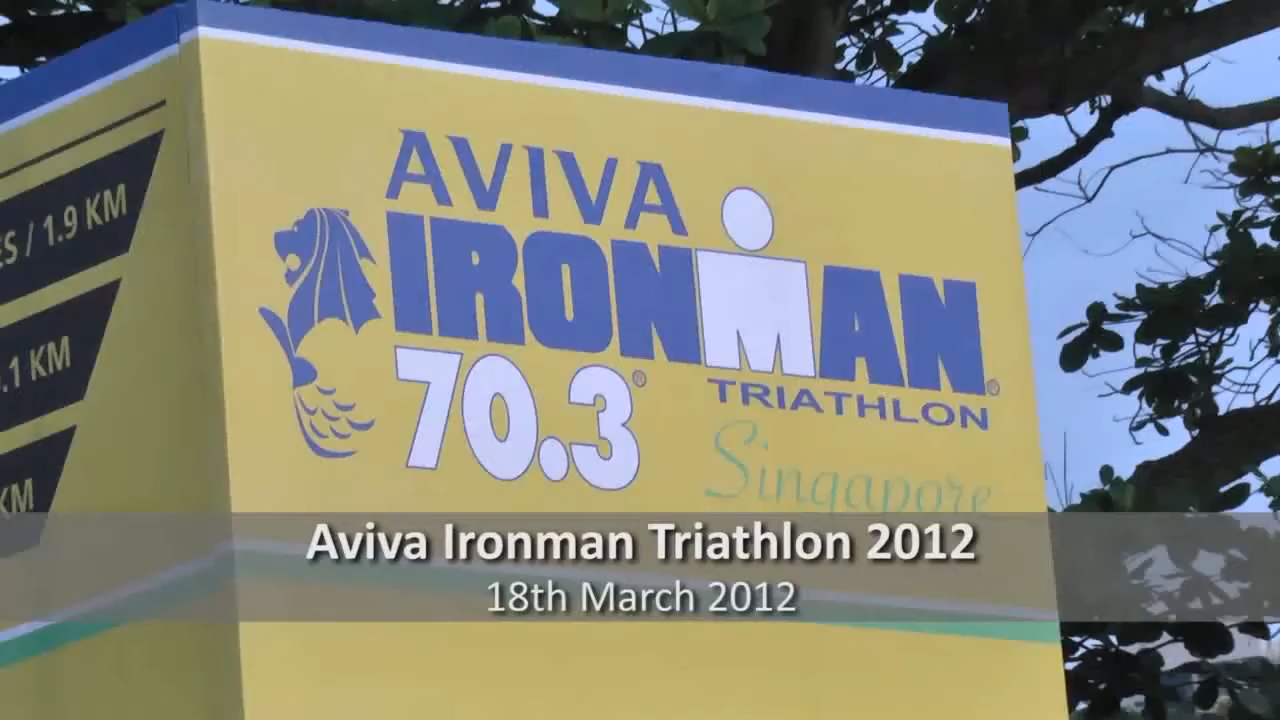 AVIVA
IRONMAN
70.3®
TRIATHLON
Singapore
/ 1.9 KM
.1 KM
KM
Aviva Ironman Triathlon 2012
18th March 2012